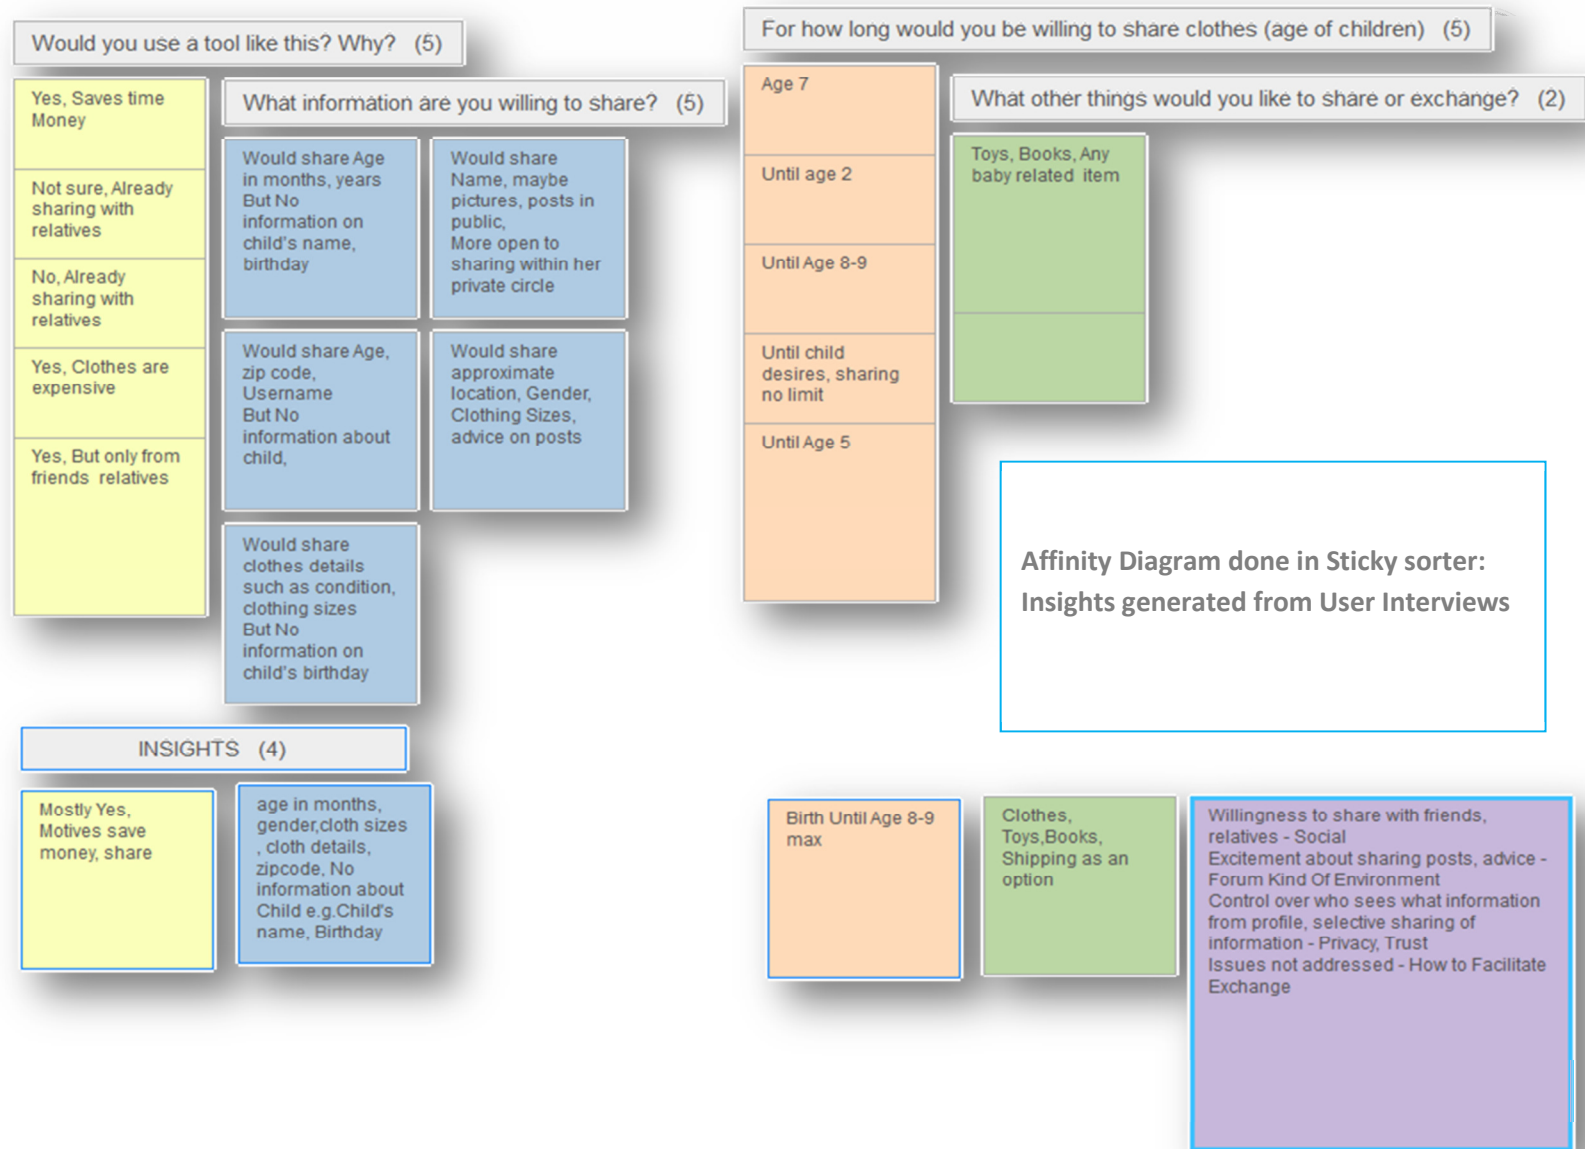 Would you use a tool like this? Why? (5)
Yes, Saves time
Money
Not sure, Already
sharing with
relatives
No, Already
sharing with
relatives
Yes, Clothes are
expensive
Yes, But only from
friends relatives
What information are you willing to share? (5)
Would share Age
in months, years
But No
information on
child's name,
birthday
Would share
Name, maybe
pictures, posts in
public,
More open to
sharing within her
private circle
Would share Age,
zip code,
Username
But No
information about
child,
Would share
approximate
location, Gender,
Clothing Sizes,
advice on posts
Would share
clothes details
such as condition,
clothing sizes
But No
information on
child's birthday
For how long would you be willing to share clothes (age of children) (5)
Age 7
Until age 2
Until Age 8-9
Until child
desires, sharing
no limit
Until Age 5
What other things would you like to share or exchange? (2)
Toys, Books, Any
baby related item
Affinity Diagram done in Sticky sorter:
Insights generated from User Interviews
INSIGHTS (4)
Mostly Yes,
Motives save
money, share
age in months,
gender,cloth sizes
, cloth details,
zipcode, No
information about
Child e.g.Child's
name, Birthday
Birth Until Age 8-9
max
Clothes,
Toys,Books,
Shipping as an
option
Willingness to share with friends,
relatives - Social
Excitement about sharing posts, advice -
Forum Kind Of Environment
Control over who sees what information
from profile, selective sharing of
information - Privacy, Trust
Issues not addressed - How to Facilitate
Exchange